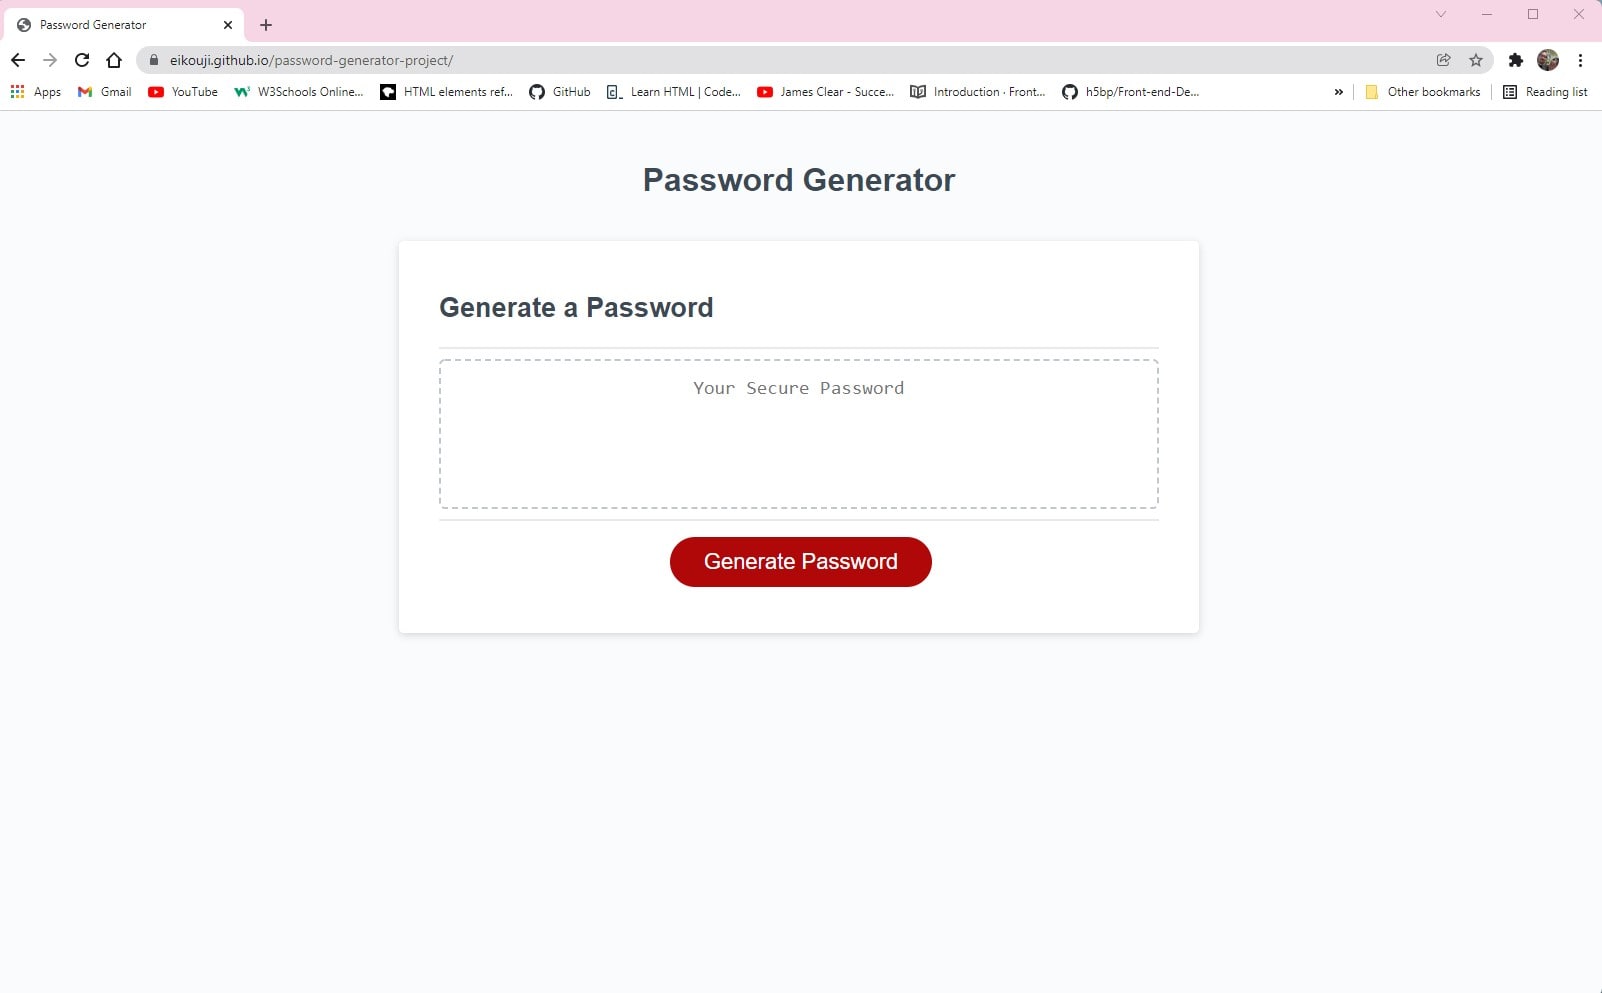 Password Generator
eikouji.github.io/password-generator-project/
Apps Gmail YouTube W3Schools Online... HTML elements ref... GitHub Learn HTML | Code... James Clear - Succe... Introduction · Front... h5bp/Front-end-De... » Other bookmarks Reading list
Password Generator
Generate a Password
Your Secure Password
Generate Password